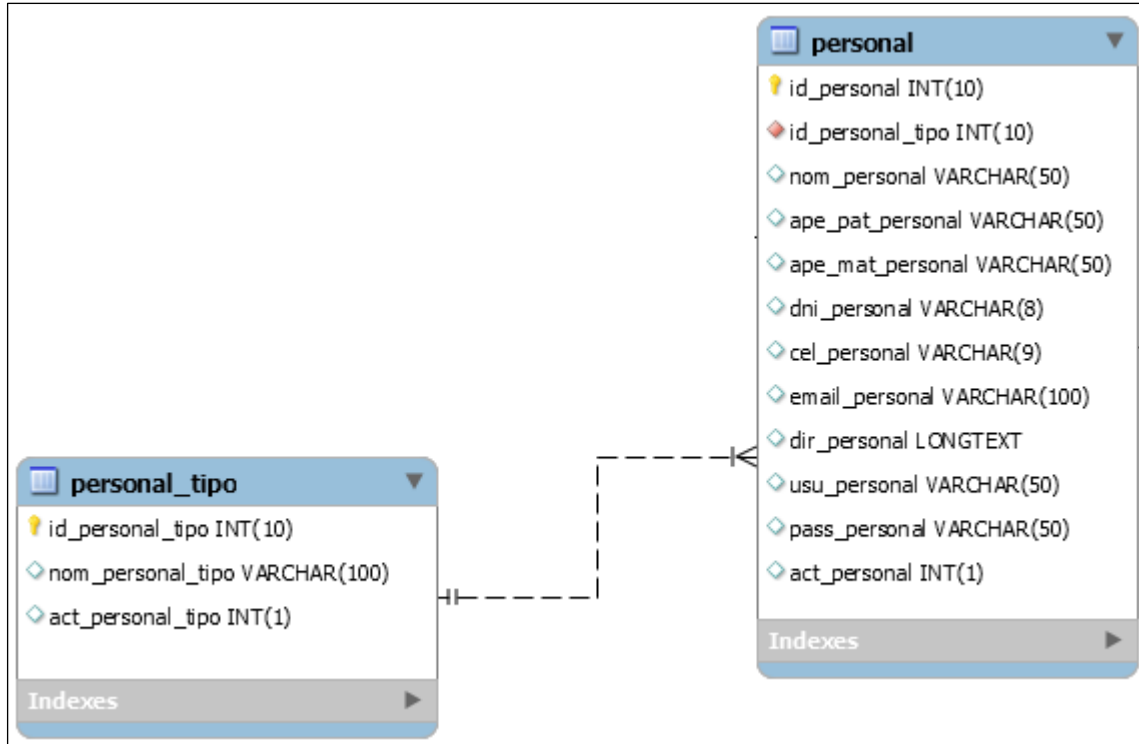 personal
id_personal INT(10)
id_personal_tipo INT(10)
nom_personal VARCHAR(50)
ape_pat_personal VARCHAR(50)
ape_mat_personal VARCHAR(50)
dni_personal VARCHAR(8)
cel_personal VARCHAR(9)
email_personal VARCHAR(100)
dir_personal LONGTEXT
usu_personal VARCHAR(50)
pass_personal VARCHAR(50)
act_personal INT(1)
Indexes
personal_tipo
id_personal_tipo INT(10)
nom_personal_tipo VARCHAR(100)
act_personal_tipo INT(1)
Indexes